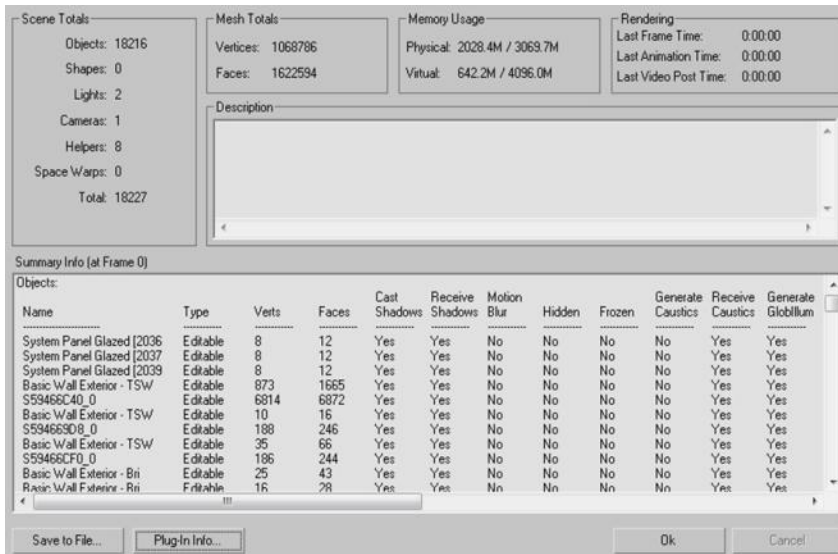 Scene Totals
Objects: 18216
Shapes: 0
Lights: 2
Cameras: 1
Helpers: 8
Space Warps: 0
Total: 18227
Mesh Totals
Vertices: 1068786
Faces: 1622594
Memory Usage
Physical: 2028.4M / 3069.7M
Virtual: 642.2M / 4096.0M
Rendering
Last Frame Time: 0:00:00
Last Animation Time: 0:00:00
Last Video Post Time: 0:00:00
Description
Summary Info (at Frame 0)
Objects:
Name Type Verts Faces Cast Shadows Receive Shadows Motion Blur Hidden Frozen Generate Caustics Receive Caustics Generate GlobIllum
System Panel Glazed [2036 Editable 8 12 Yes Yes No No No No Yes Yes
System Panel Glazed [2037 Editable 8 12 Yes Yes No No No No Yes Yes
System Panel Glazed [2039 Editable 8 12 Yes Yes No No No No Yes Yes
Basic Wall Exterior - TSW Editable 873 1665 Yes Yes No No No No Yes Yes
S59466C40_0 Editable 6814 6872 Yes Yes No No No No Yes Yes
Basic Wall Exterior - TSW Editable 10 16 Yes Yes No No No No Yes Yes
S594669D8_0 Editable 188 246 Yes Yes No No No No Yes Yes
Basic Wall Exterior - TSW Editable 35 66 Yes Yes No No No No Yes Yes
S59466CF0_0 Editable 186 244 Yes Yes No No No No Yes Yes
Basic Wall Exterior - Bri Editable 25 43 Yes Yes No No No No Yes Yes
Basic Wall Exterior - Bri Editable 16 28 Yes Yes No No No No Yes Yes
Save to File... Plug-In Info... Ok Cancel